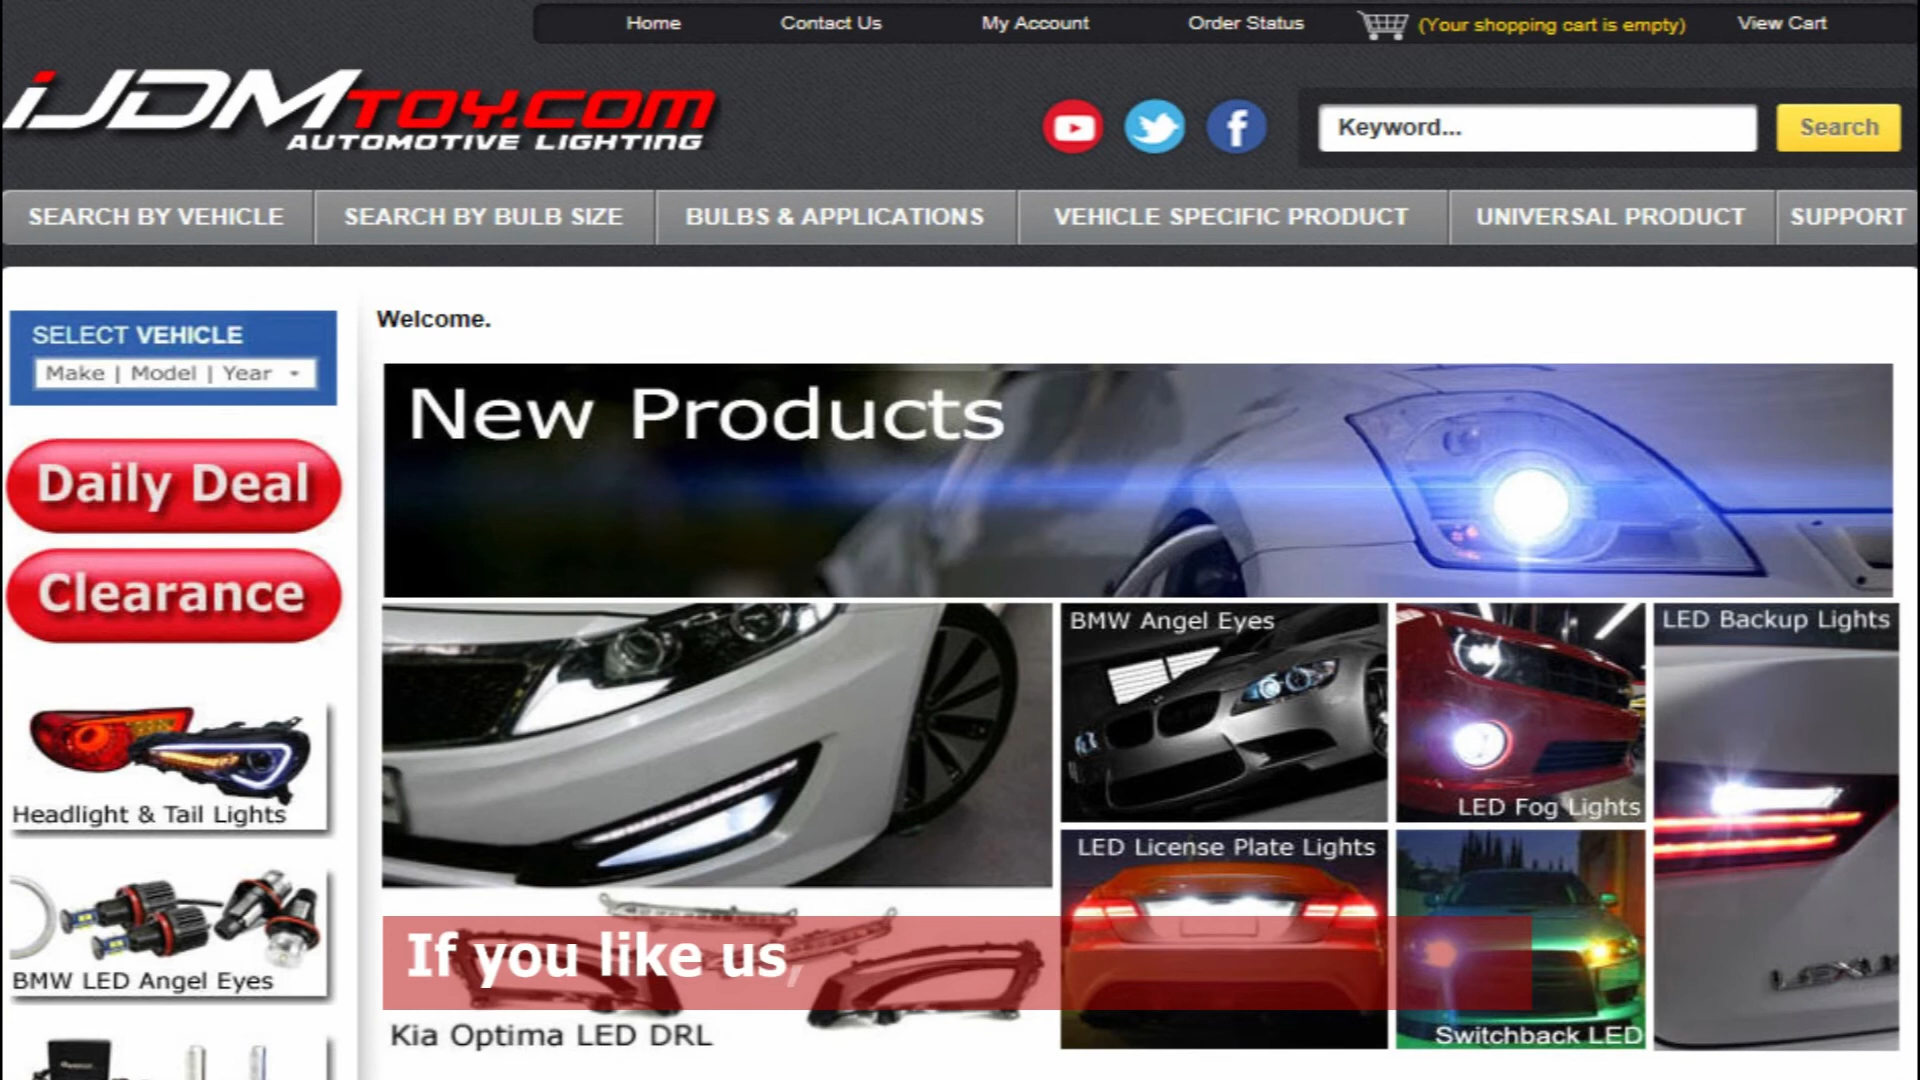 Home
Contact Us
My Account
Order Status
(Your shopping cart is empty)
View Cart
iJDMTOY.COM
AUTOMOTIVE LIGHTING
Keyword...
Search
SEARCH BY VEHICLE
SEARCH BY BULB SIZE
BULBS & APPLICATIONS
VEHICLE SPECIFIC PRODUCT
UNIVERSAL PRODUCT
SUPPORT
SELECT VEHICLE
Make | Model | Year
Daily Deal
Clearance
Headlight & Tail Lights
BMW LED Angel Eyes
Welcome.
New Products
BMW Angel Eyes
LED Fog Lights
LED Backup Lights
LED License Plate Lights
Switchback LED
If you like us,
Kia Optima LED DRL